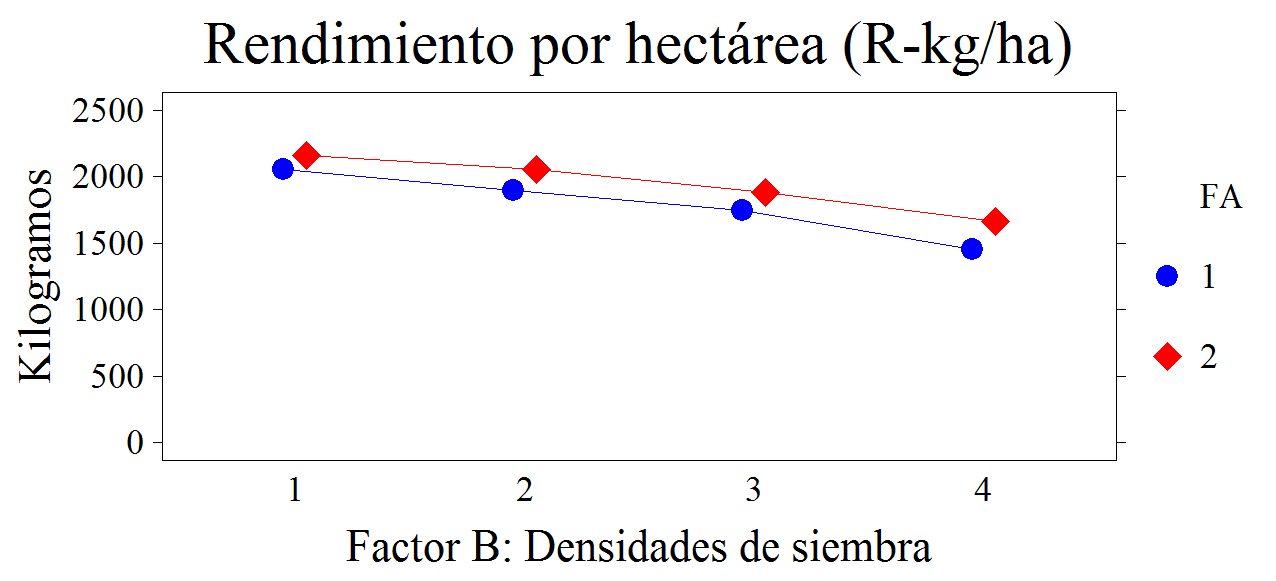 Rendimiento por hectárea (R-kg/ha)
2500
2000
1500
1000
500
0
Kilogramos
1 2 3 4
Factor B: Densidades de siembra
FA
1
2